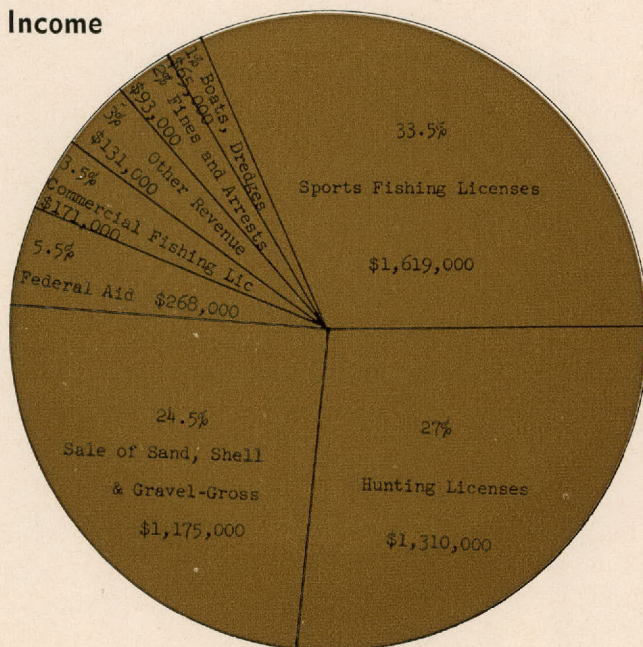 Income
1% Boats, Dredges
$65,000
2% Fines and Arrests
$93,000
3% Other Revenue
$131,000
3.5%
Commercial Fishing Lic
$171,000
5.5%
Federal Aid $268,000
33.5%
Sports Fishing Licenses
$1,619,000
24.5%
Sale of Sand, Shell
& Gravel-Gross
$1,175,000
27%
Hunting Licenses
$1,310,000